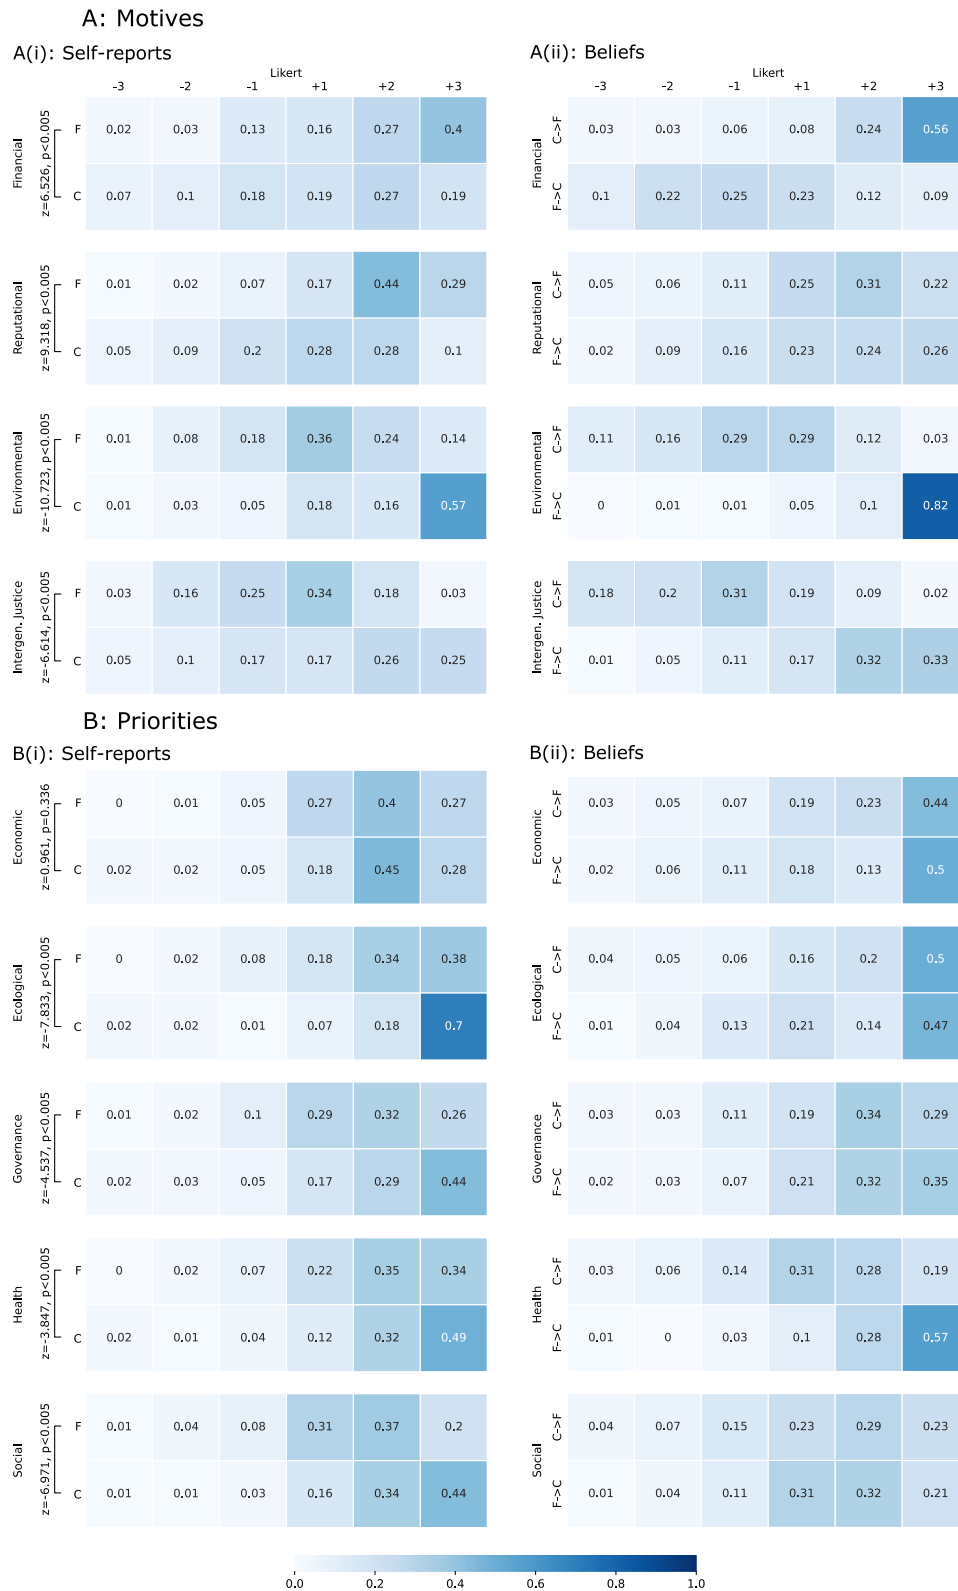 A: Motives
A(i): Self-reports
A(ii): Beliefs
Likert
-3 -2 -1 +1 +2 +3
Financial
z=6.526, p<0.005
F 0.02 0.03 0.13 0.16 0.27 0.4
C 0.07 0.1 0.18 0.19 0.27 0.19
Likert
-3 -2 -1 +1 +2 +3
Financial
C->F 0.03 0.03 0.06 0.08 0.24 0.56
F->C 0.1 0.22 0.25 0.23 0.12 0.09
Reputational
z=9.318, p<0.005
F 0.01 0.02 0.07 0.17 0.44 0.29
C 0.05 0.09 0.2 0.28 0.28 0.1
Reputational
C->F 0.05 0.06 0.11 0.25 0.31 0.22
F->C 0.02 0.09 0.16 0.23 0.24 0.26
Environmental
z=-10.723, p<0.005
F 0.01 0.08 0.18 0.36 0.24 0.14
C 0.01 0.03 0.05 0.18 0.16 0.57
Environmental
C->F 0.11 0.16 0.29 0.29 0.12 0.03
F->C 0 0.01 0.01 0.05 0.1 0.82
Intergen. Justice
z=-6.614, p<0.005
F 0.03 0.16 0.25 0.34 0.18 0.03
C 0.05 0.1 0.17 0.17 0.26 0.25
Intergen. Justice
C->F 0.18 0.2 0.31 0.19 0.09 0.02
F->C 0.01 0.05 0.11 0.17 0.32 0.33
B: Priorities
B(i): Self-reports
B(ii): Beliefs
Economic
z=0.961, p=0.336
F 0 0.01 0.05 0.27 0.4 0.27
C 0.02 0.02 0.05 0.18 0.45 0.28
Economic
C->F 0.03 0.05 0.07 0.19 0.23 0.44
F->C 0.02 0.06 0.11 0.18 0.13 0.5
Ecological
z=-7.833, p<0.005
F 0 0.02 0.08 0.18 0.34 0.38
C 0.02 0.02 0.01 0.07 0.18 0.7
Ecological
C->F 0.04 0.05 0.06 0.16 0.2 0.5
F->C 0.01 0.04 0.13 0.21 0.14 0.47
Governance
z=-4.537, p<0.005
F 0.01 0.02 0.1 0.29 0.32 0.26
C 0.02 0.03 0.05 0.17 0.29 0.44
Governance
C->F 0.03 0.03 0.11 0.19 0.34 0.29
F->C 0.02 0.03 0.07 0.21 0.32 0.35
Health
z=-3.847, p<0.005
F 0 0.02 0.07 0.22 0.35 0.34
C 0.02 0.01 0.04 0.12 0.32 0.49
Health
C->F 0.03 0.06 0.14 0.31 0.28 0.19
F->C 0.01 0 0.03 0.1 0.28 0.57
Social
z=-6.971, p<0.005
F 0.01 0.04 0.08 0.31 0.37 0.2
C 0.01 0.01 0.03 0.16 0.34 0.44
Social
C->F 0.04 0.07 0.15 0.23 0.29 0.23
F->C 0.01 0.04 0.11 0.31 0.32 0.21
0.0 0.2 0.4 0.6 0.8 1.0